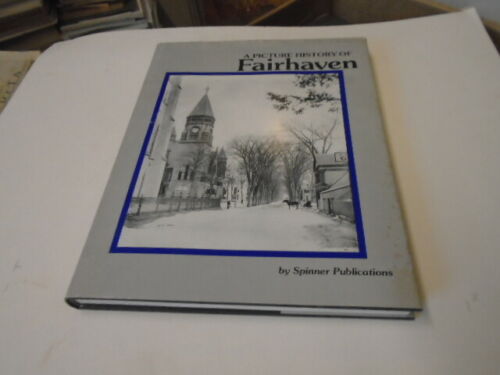 A PICTURE HISTORY OF
Fairhaven
by Spinner Publications